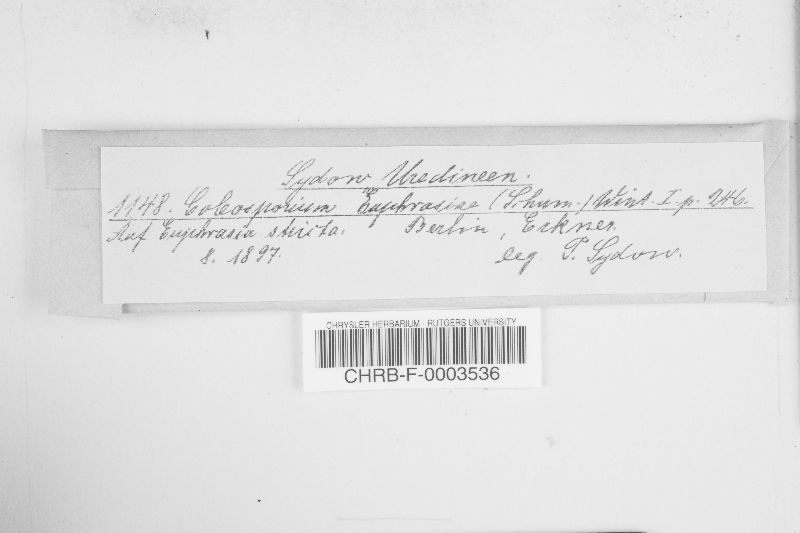 Sydow Uredineen.
1148. Coleosporium Euphrasiae (Schum.) Wint. I. p. 246.
Auf Euphrasia stricta. Berlin, Erkner.
8. 1897. leg. P. Sydow.
CHRYSLER HERBARIUM - RUTGERS UNIVERSITY
CHRB-F-0003536